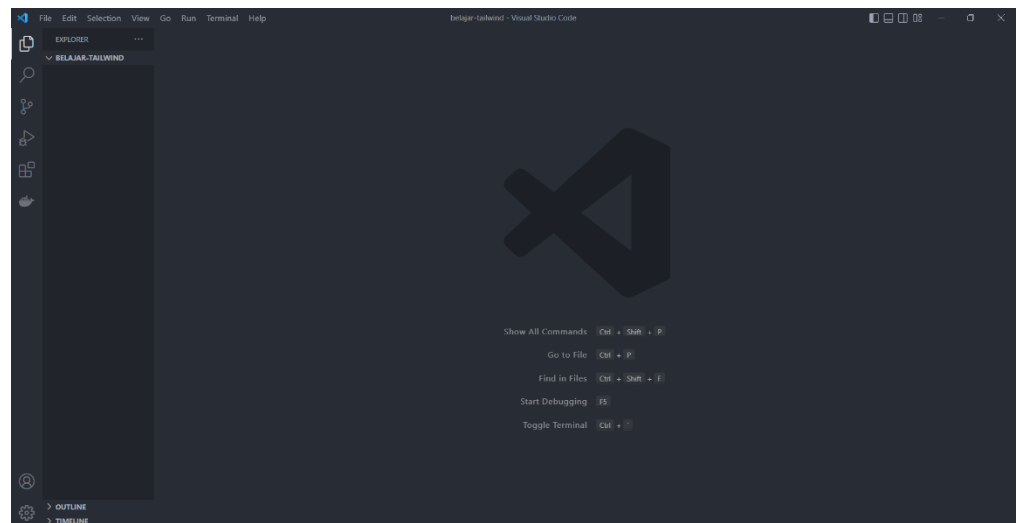 File Edit Selection View Go Run Terminal Help
belajar-tailwind - Visual Studio Code
EXPLORER
BELAJAR-TAILWIND
Show All Commands Ctrl + Shift + P
Go to File Ctrl + P
Find in Files Ctrl + Shift + F
Start Debugging F5
Toggle Terminal Ctrl + `
OUTLINE
TIMELINE